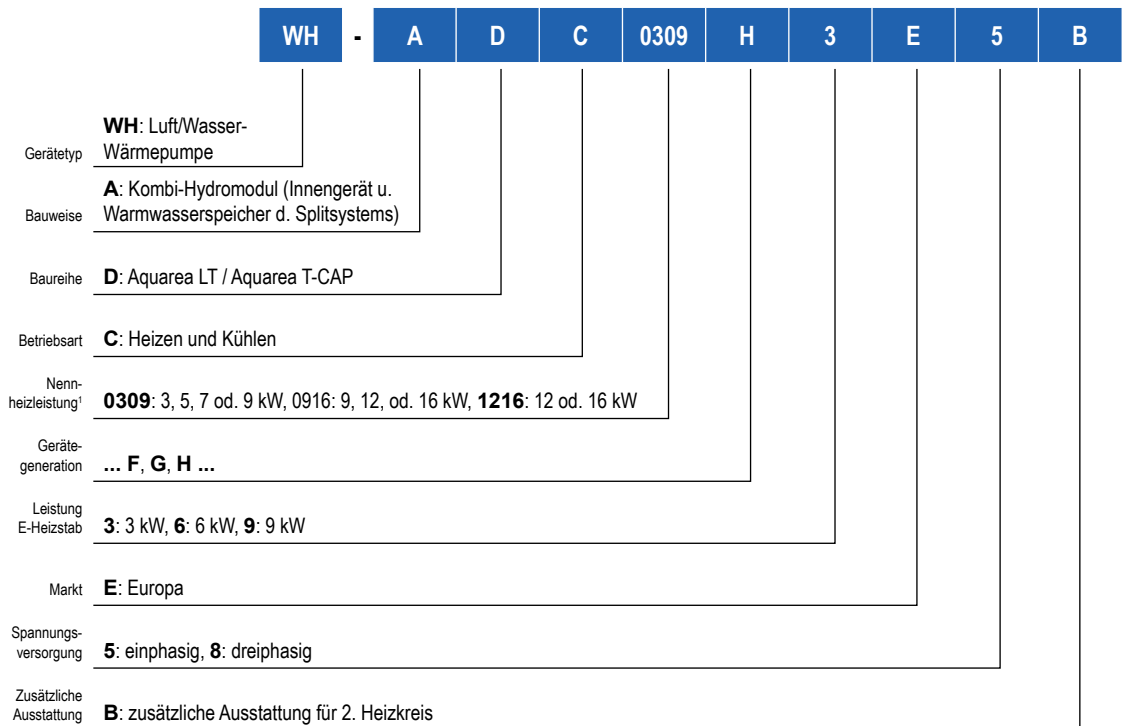 WH - A D C 0309 H 3 E 5 B
WH: Luft/Wasser-
Gerätetyp Wärmepumpe
A: Kombi-Hydromodul (Innengerät u.
Bauweise Warmwasserspeicher d. Splitsystems)
Baureihe D: Aquarea LT / Aquarea T-CAP
Betriebsart C: Heizen und Kühlen
Nenn-
heizleistung¹ 0309: 3, 5, 7 od. 9 kW, 0916: 9, 12, od. 16 kW, 1216: 12 od. 16 kW
Geräte-
generation ... F, G, H ...
Leistung
E-Heizstab 3: 3 kW, 6: 6 kW, 9: 9 kW
Markt E: Europa
Spannungs-
versorgung 5: einphasig, 8: dreiphasig
Zusätzliche
Ausstattung B: zusätzliche Ausstattung für 2. Heizkreis